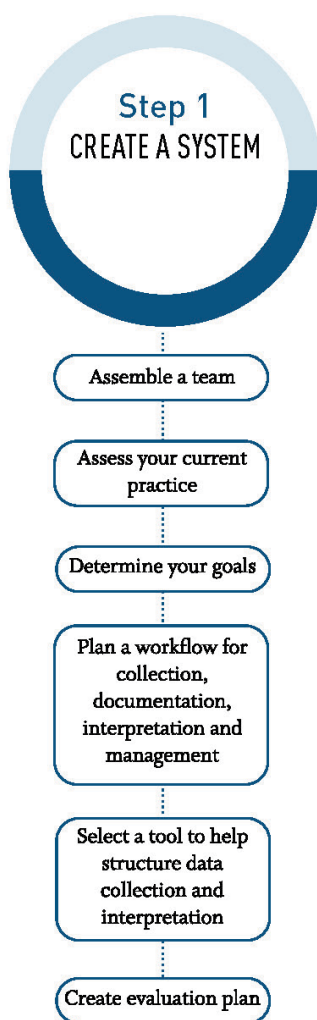 Step 1
CREATE A SYSTEM
Assemble a team
Assess your current
practice
Determine your goals
Plan a workflow for
collection,
documentation,
interpretation and
management
Select a tool to help
structure data
collection and
interpretation
Create evaluation plan